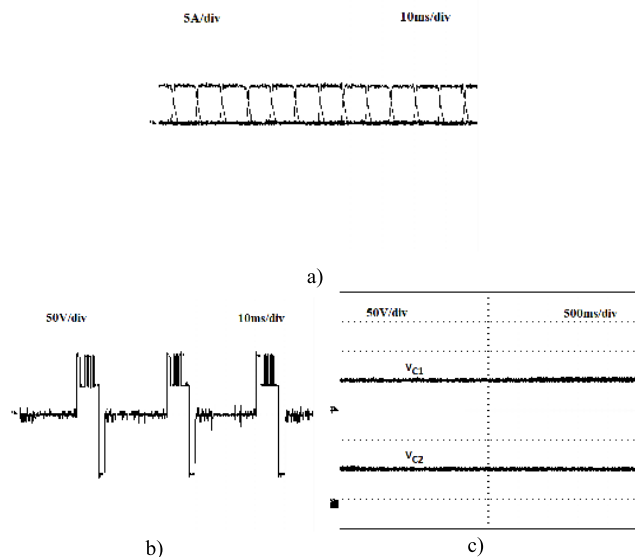 5A/div 10ms/div
a)
50V/div 10ms/div
50V/div 500ms/div
VC1
VC2
b) c)